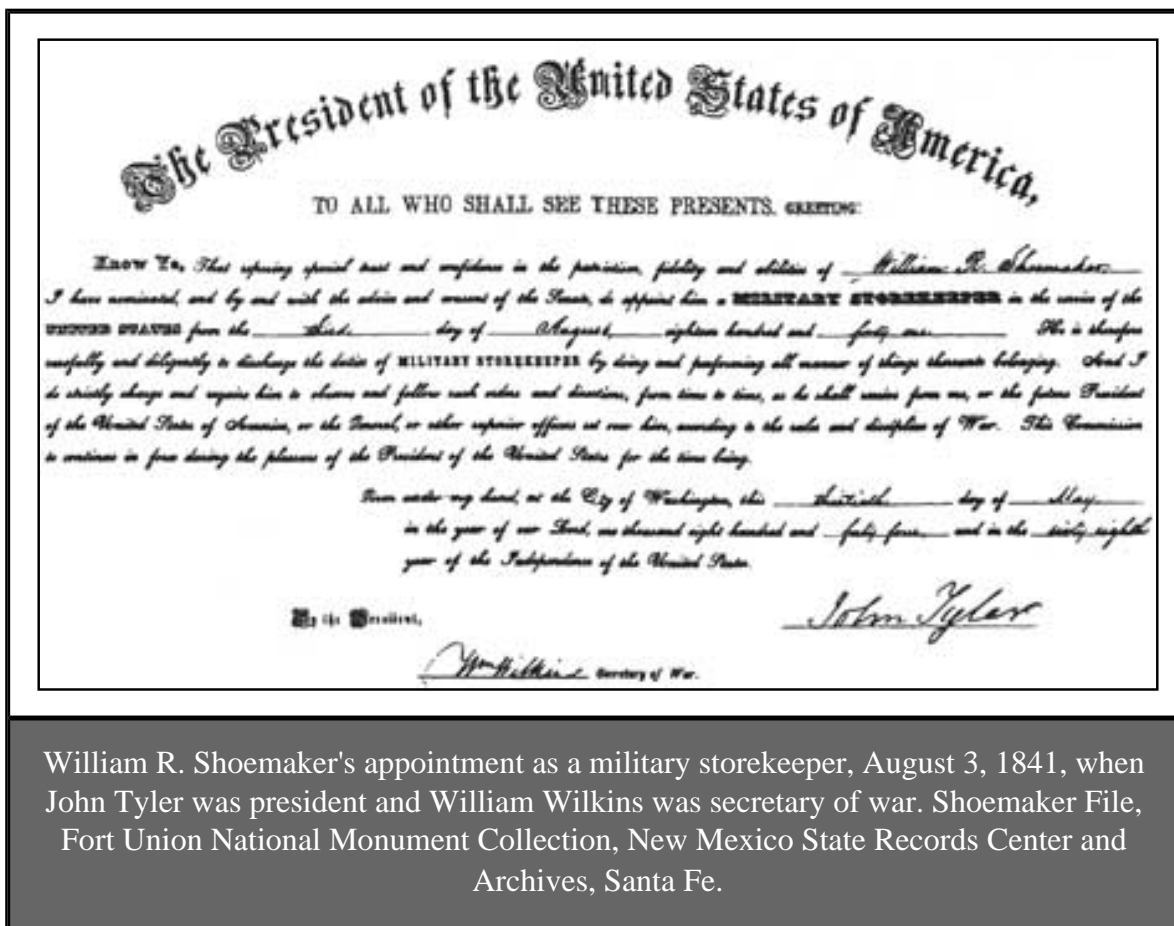 The President of the United States of America,
TO ALL WHO SHALL SEE THESE PRESENTS, GREETING:
Know Ye, That reposing special trust and confidence in the patriotism, fidelity and abilities of William R. Shoemaker
I have nominated, and by and with the advice and consent of the Senate, do appoint him a MILITARY STOREKEEPER in the service of the
UNITED STATES from the third day of August, eighteen hundred and forty one. He is therefore
carefully and diligently to discharge the duties of MILITARY STOREKEEPER by doing and performing all manner of things thereunto belonging. And I
do strictly charge and require him to observe and follow such orders and directions, from time to time, as he shall receive from me, or the future President
of the United States of America, or the General, or other superior officers set over him, according to the rules and discipline of War. This Commission
to continue in force during the pleasure of the President of the United States for the time being.
Given under my hand, at the City of Washington, this thirtieth day of May
in the year of our Lord, one thousand eight hundred and forty four, and in the sixty eighth
year of the Independence of the United States.
By the President,
John Tyler
Wm Wilkins Secretary of War.
William R. Shoemaker's appointment as a military storekeeper, August 3, 1841, when
John Tyler was president and William Wilkins was secretary of war. Shoemaker File,
Fort Union National Monument Collection, New Mexico State Records Center and
Archives, Santa Fe.